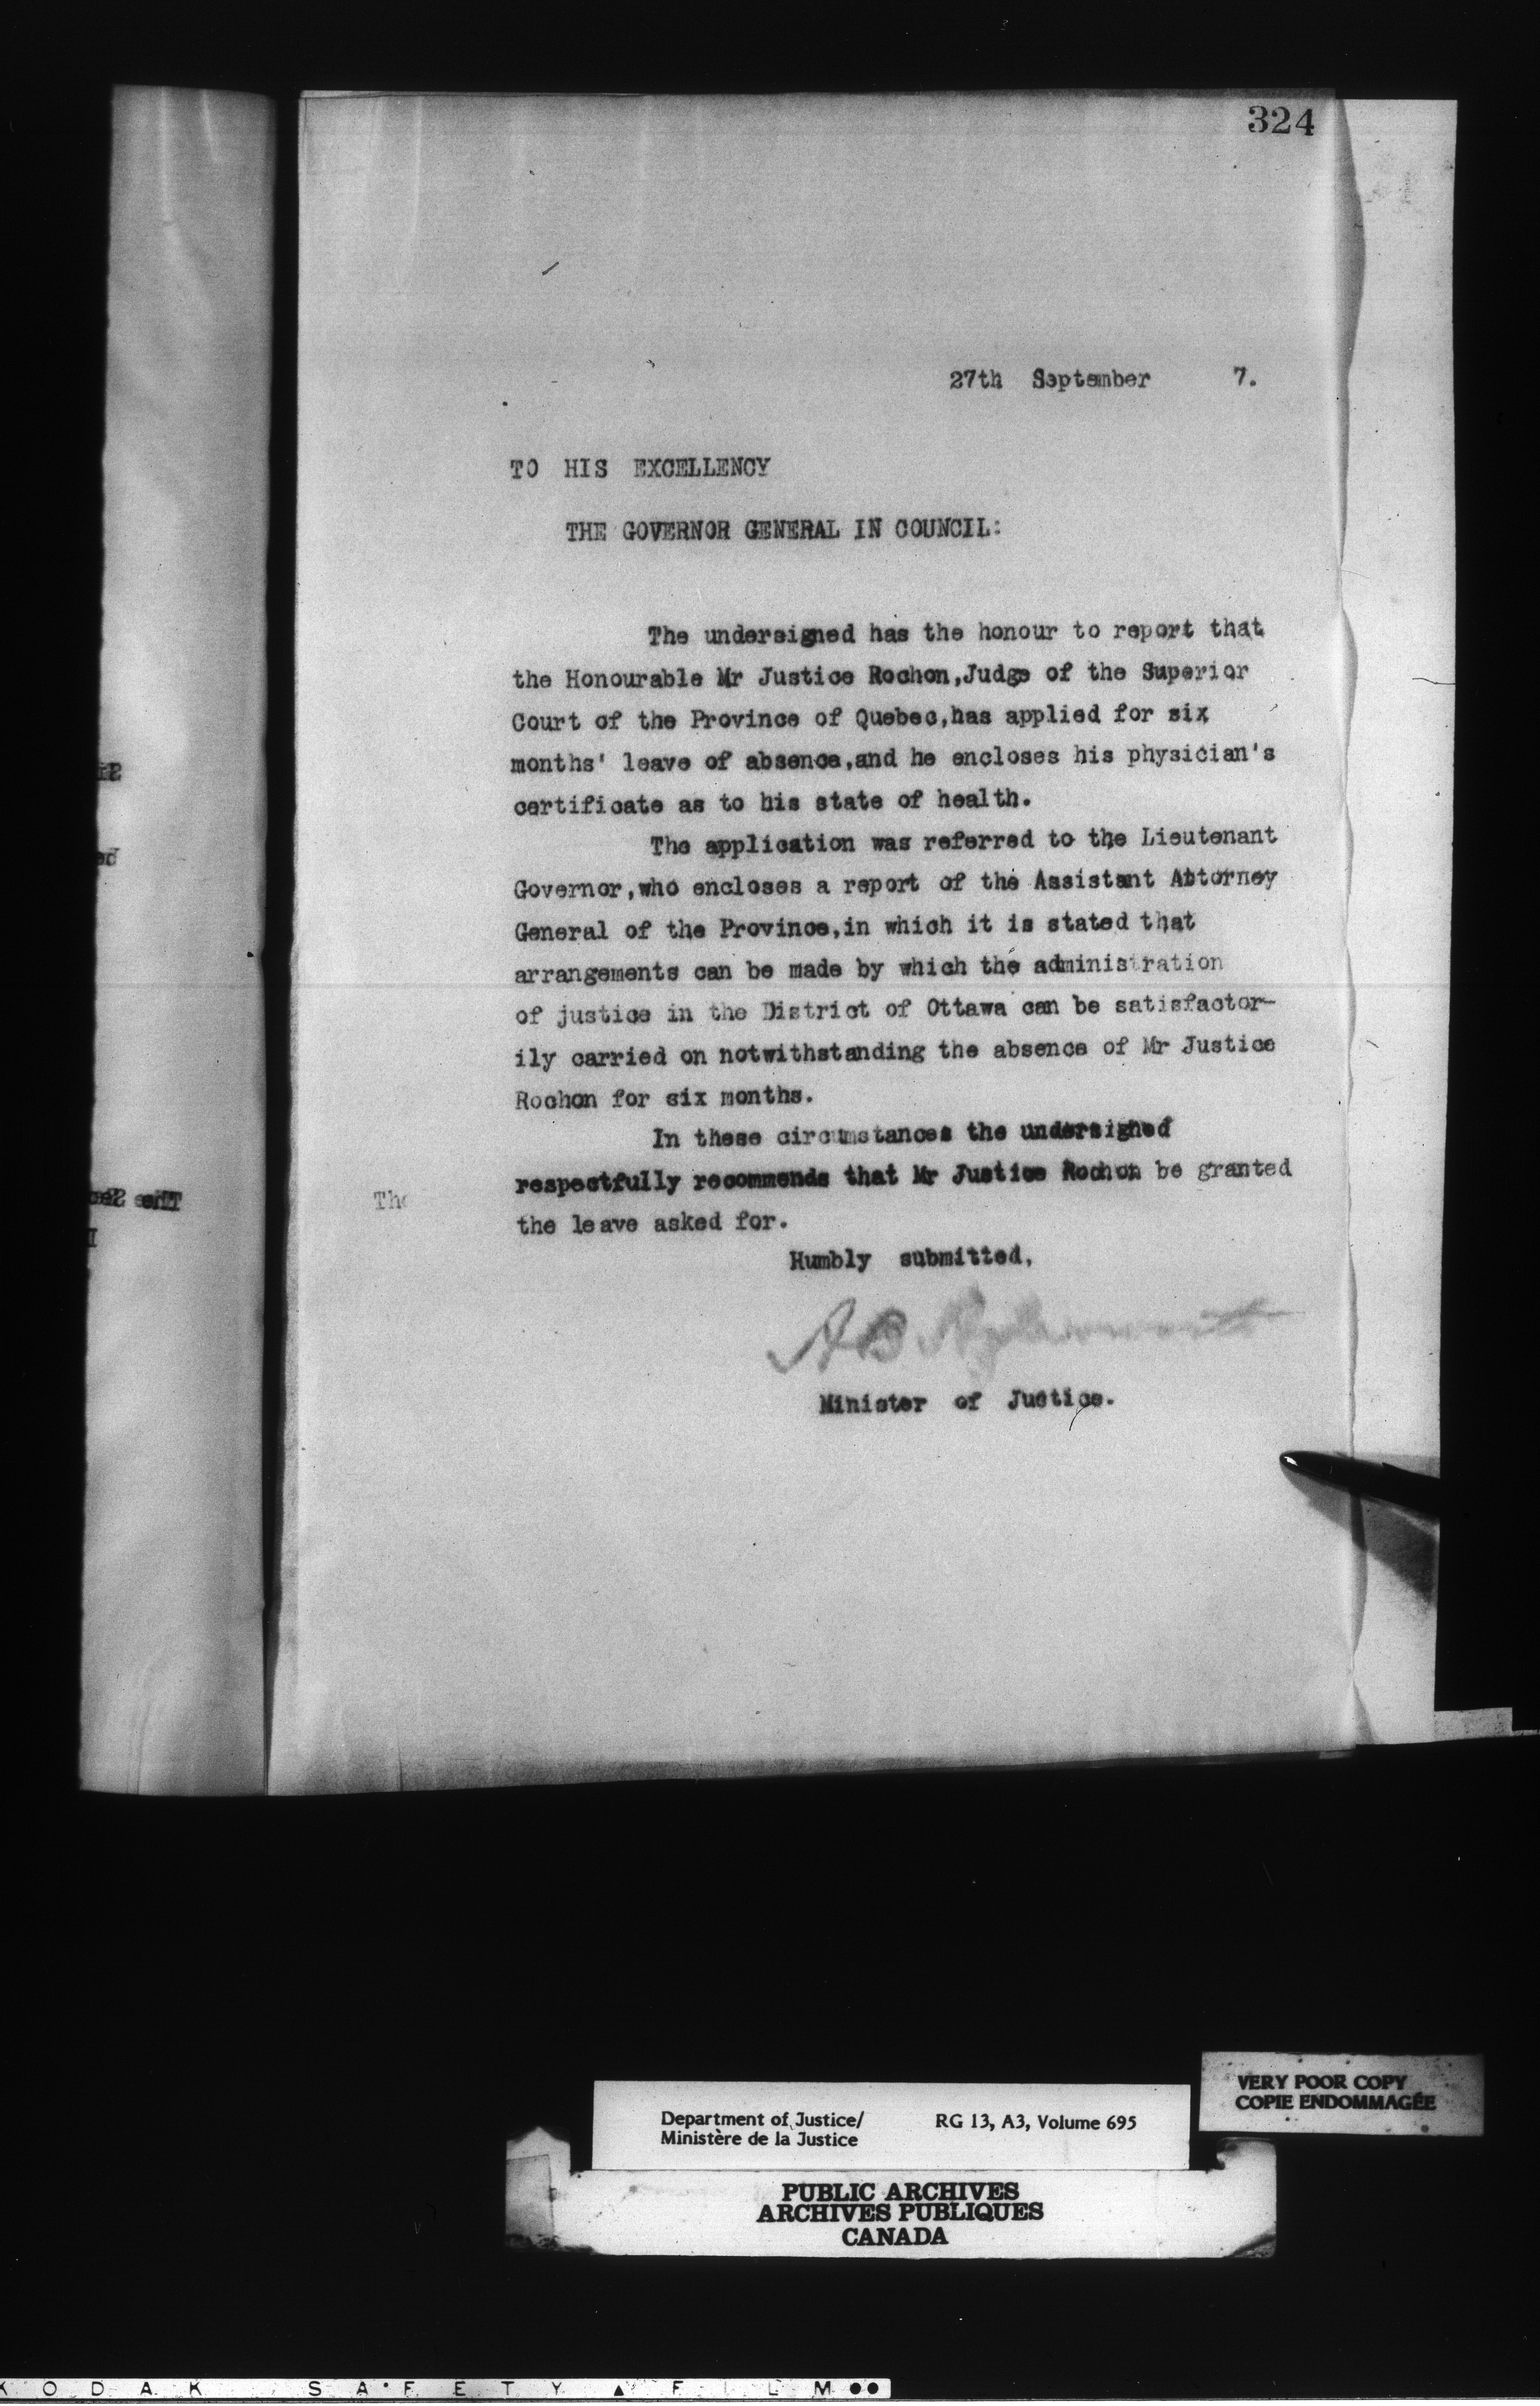 324
27th September 7.
TO HIS EXCELLENCY
THE GOVERNOR GENERAL IN COUNCIL:
The undersigned has the honour to report that
the Honourable Mr Justice Rochon,Judge of the Superior
Court of the Province of Quebec,has applied for six
months' leave of absence,and he encloses his physician's
certificate as to his state of health.
The application was referred to the Lieutenant
Governor,who encloses a report of the Assistant Attorney
General of the Province,in which it is stated that
arrangements can be made by which the administration
of justice in the District of Ottawa can be satisfactor-
ily carried on notwithstanding the absence of Mr Justice
Rochon for six months.
In these circumstances the undersigned
respectfully recommends that Mr Justice Rochon be granted
the leave asked for.
Humbly submitted,
A B Aylesworth
Minister of Justice.
The
VERY POOR COPY
COPIE ENDOMMAGÉE
Department of Justice/
Ministère de la Justice
RG 13, A3, Volume 695
PUBLIC ARCHIVES
ARCHIVES PUBLIQUES
CANADA
KODAK SAFETY FILM